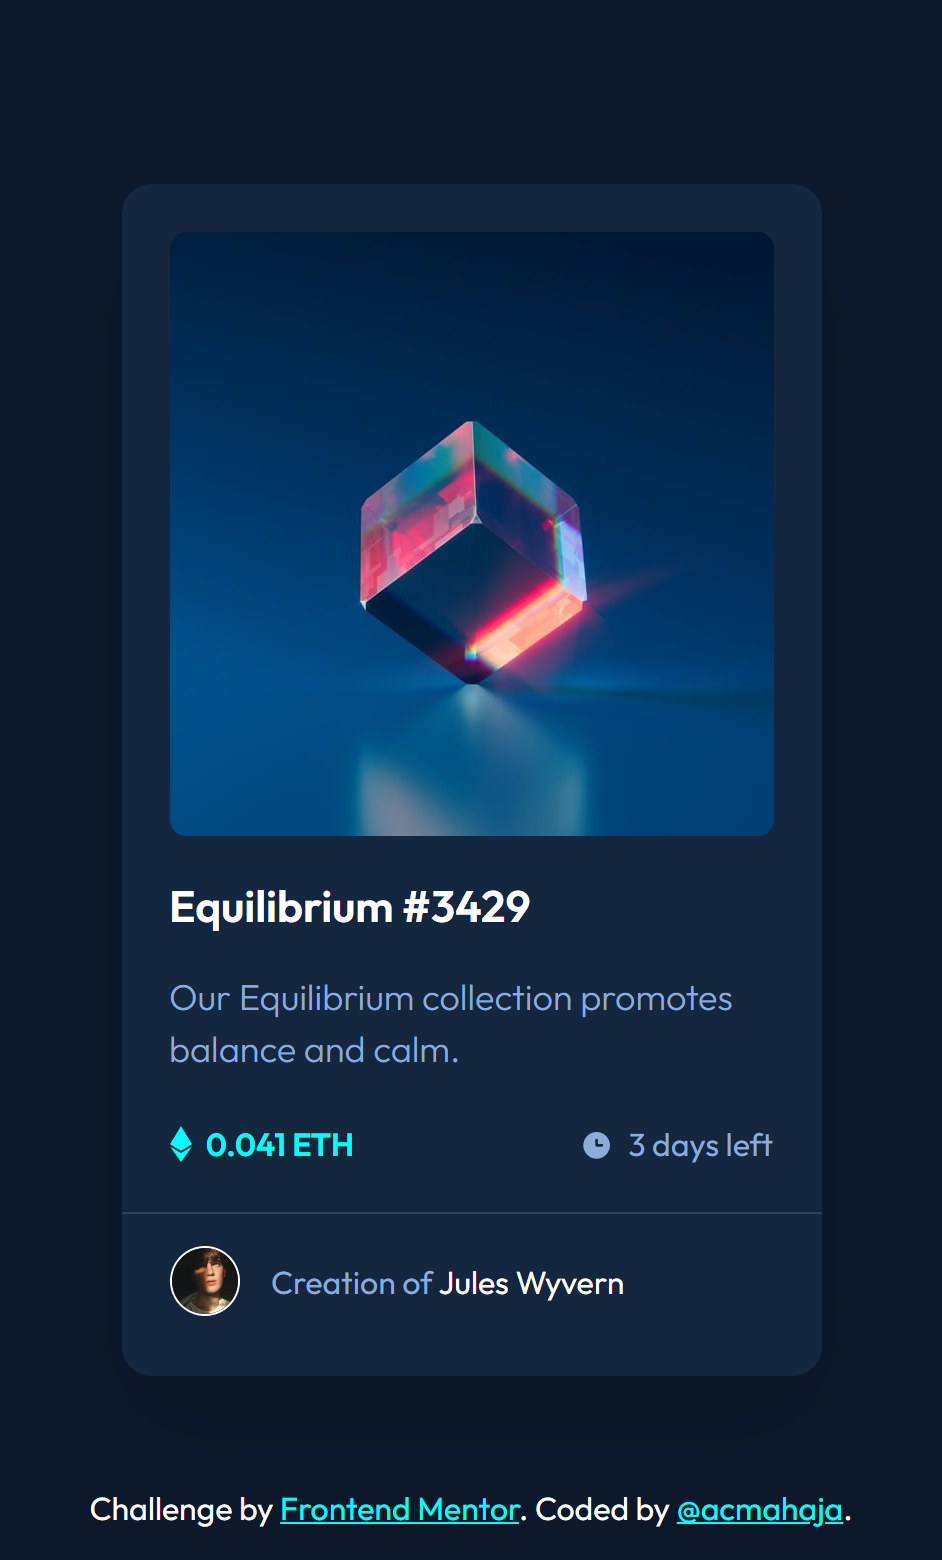 Equilibrium #3429
Our Equilibrium collection promotes
balance and calm.
0.041 ETH
3 days left
Creation of Jules Wyvern
Challenge by Frontend Mentor. Coded by @acmahaja.